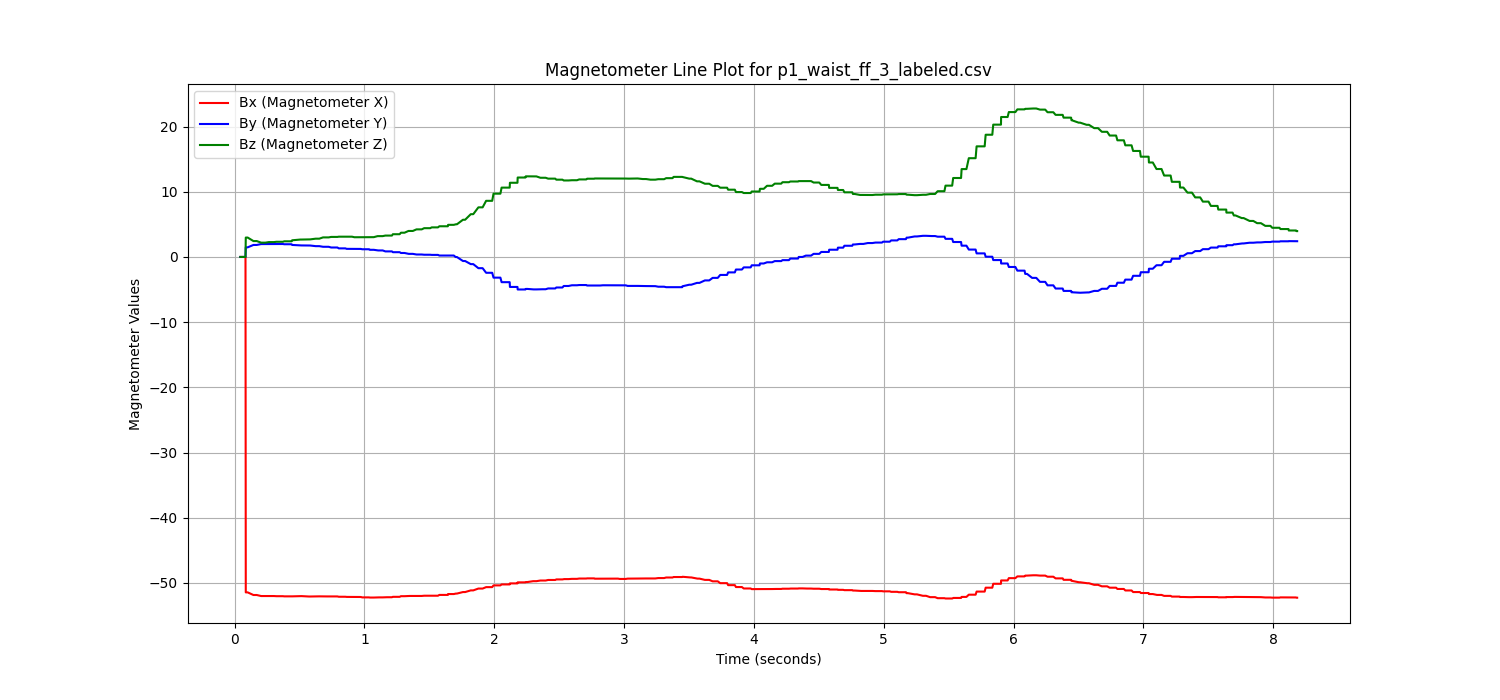 Magnetometer Line Plot for p1_waist_ff_3_labeled.csv
Bx (Magnetometer X)
By (Magnetometer Y)
Bz (Magnetometer Z)
Magnetometer Values
20
10
0
−10
−20
−30
−40
−50
0 1 2 3 4 5 6 7 8
Time (seconds)